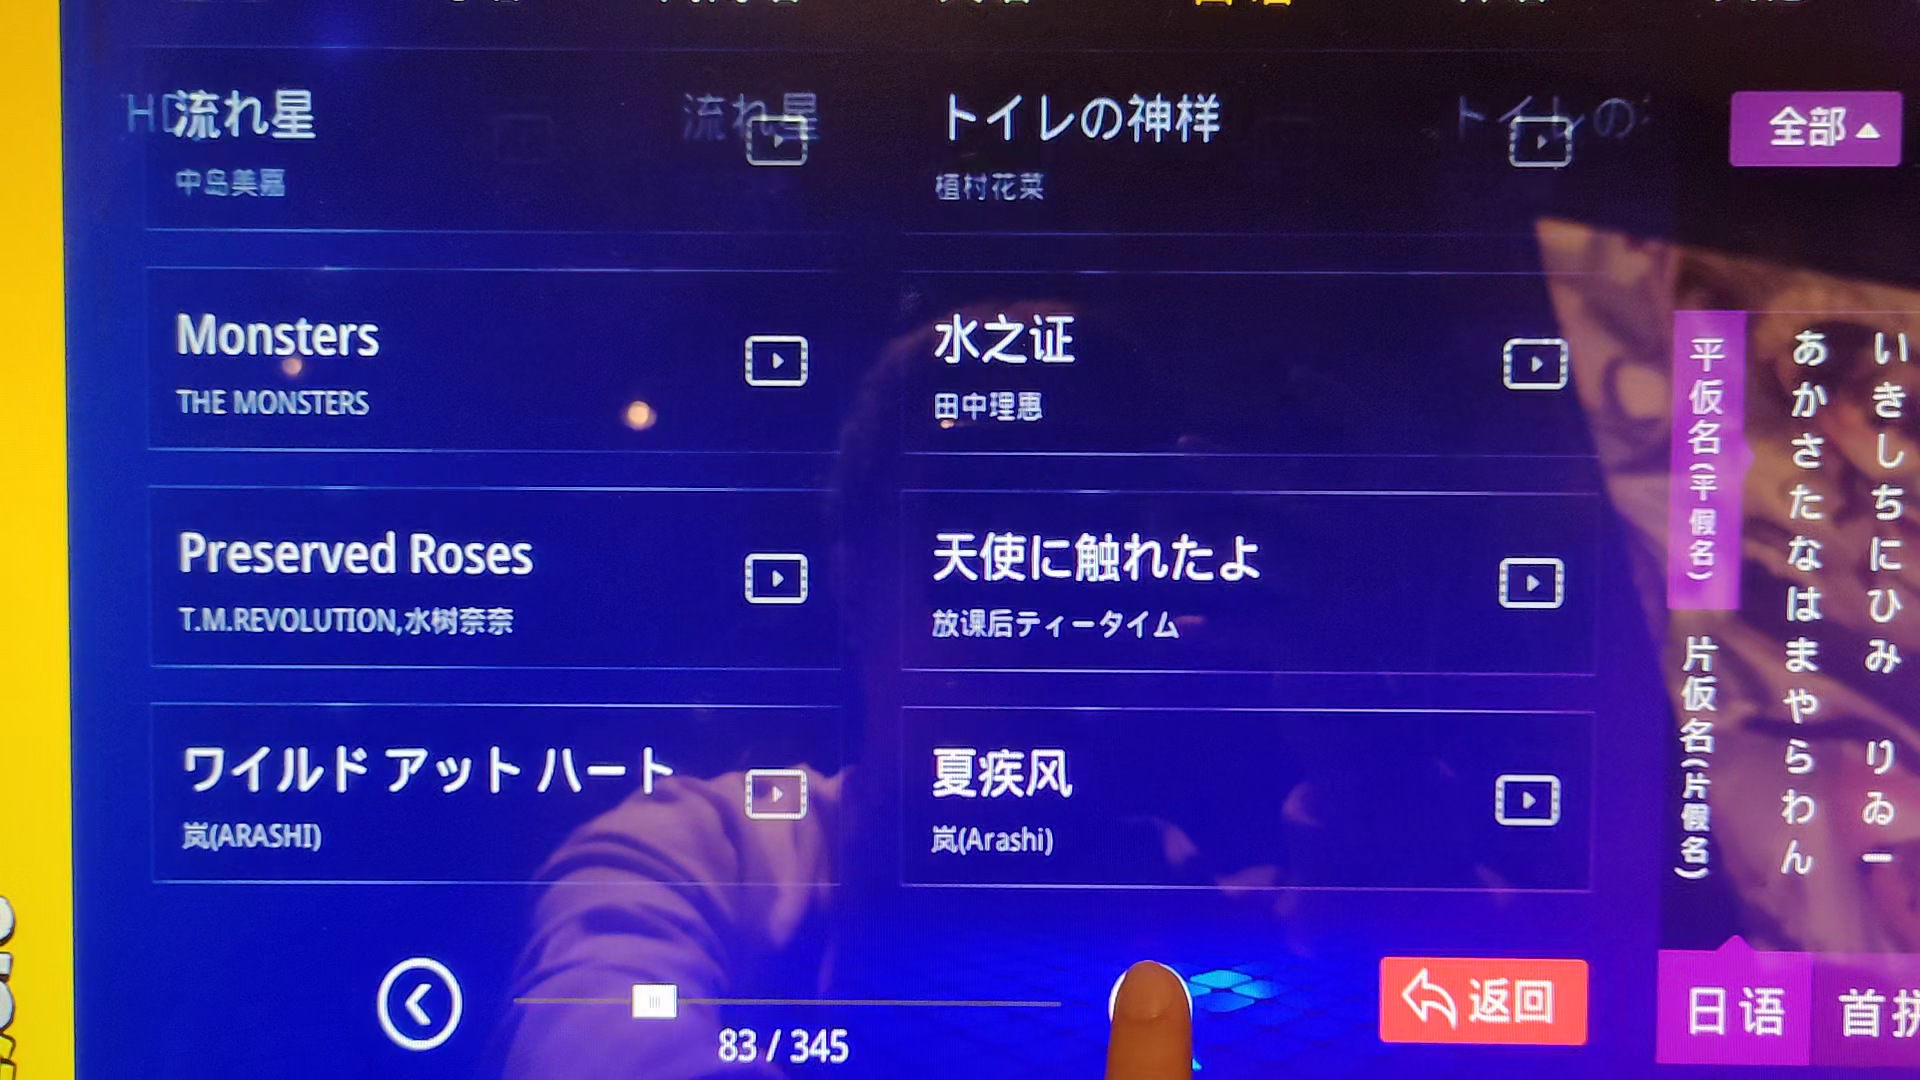 日语
流れ星
中岛美嘉
トイレの神様
植村花菜
全部
Monsters
THE MONSTERS
水之证
田中理惠
Preserved Roses
T.M.REVOLUTION,水树奈奈
天使に触れたよ
放课后ティータイム
ワイルド アット ハート
岚(ARASHI)
夏疾风
岚(Arashi)
平仮名(平假名)
片仮名(片假名)
あ い
か き
さ し
た ち
な に
は ひ
ま み
や
ら り
わ ゐ
ん ー
83 / 345
返回
日语
首拼